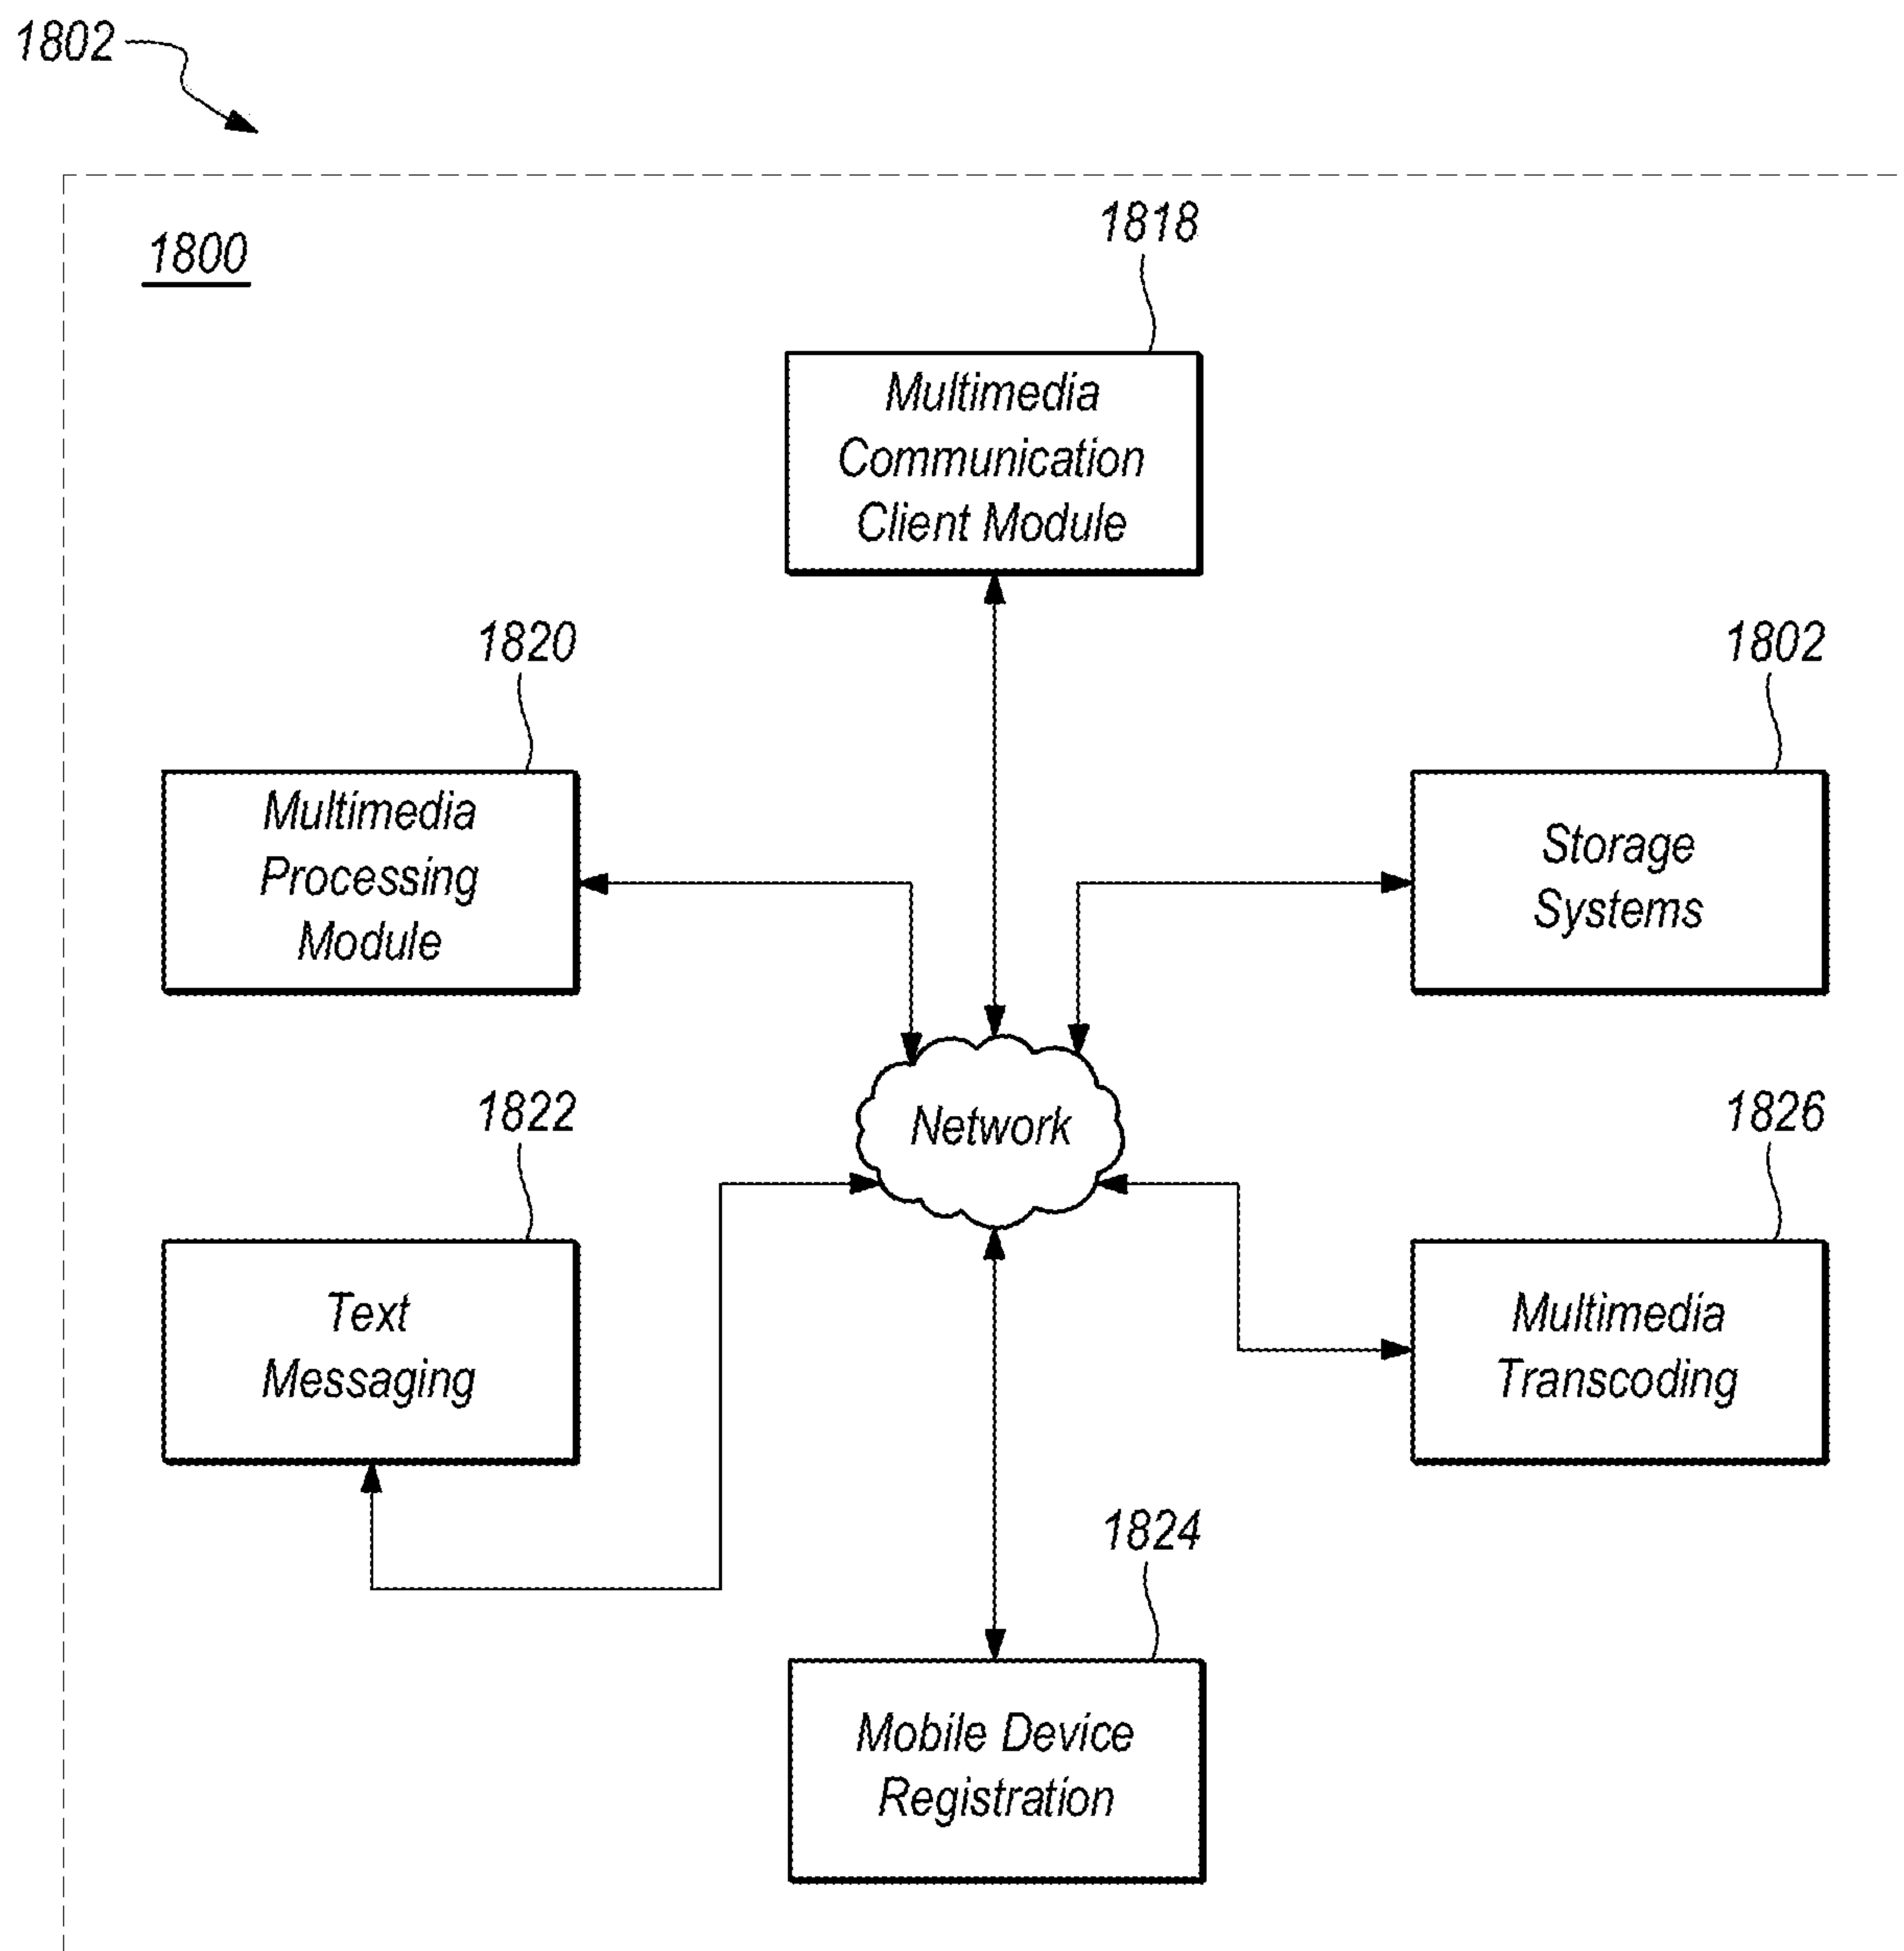 1802
1800
1818
Multimedia
Communication
Client Module
1820
1802
Multimedia
Processing
Module
Storage
Systems
Network
1822
1826
Text
Messaging
Multimedia
Transcoding
1824
Mobile Device
Registration